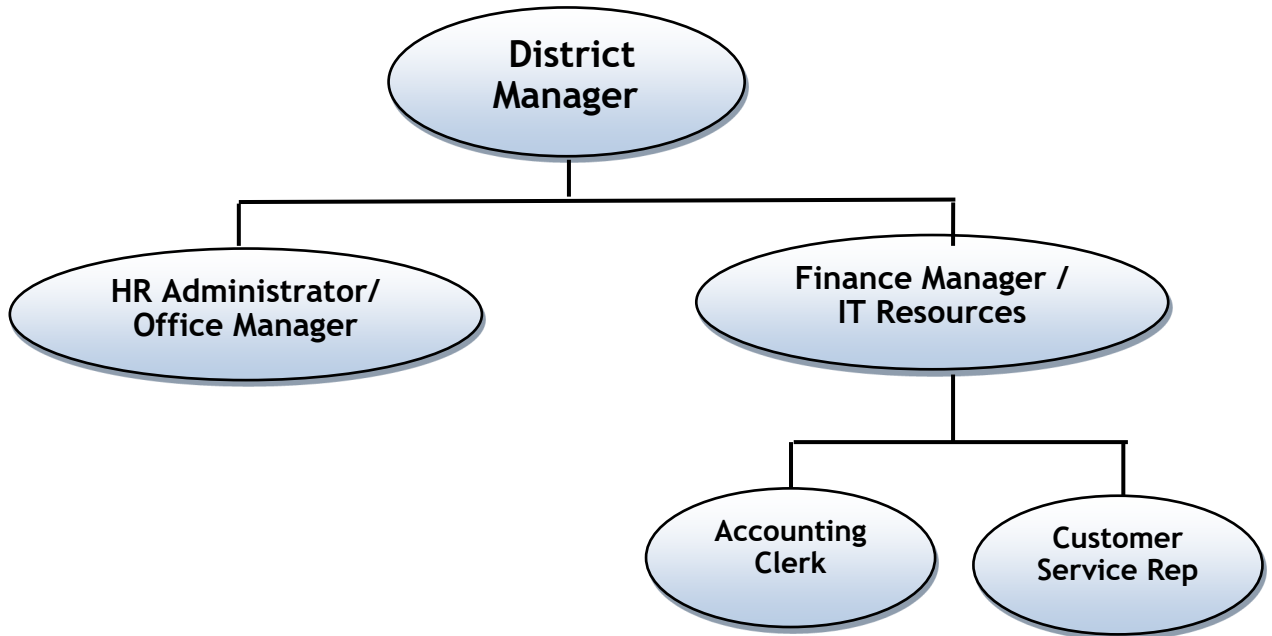 District
Manager
HR Administrator/
Office Manager
Finance Manager /
IT Resources
Accounting
Clerk
Customer
Service Rep